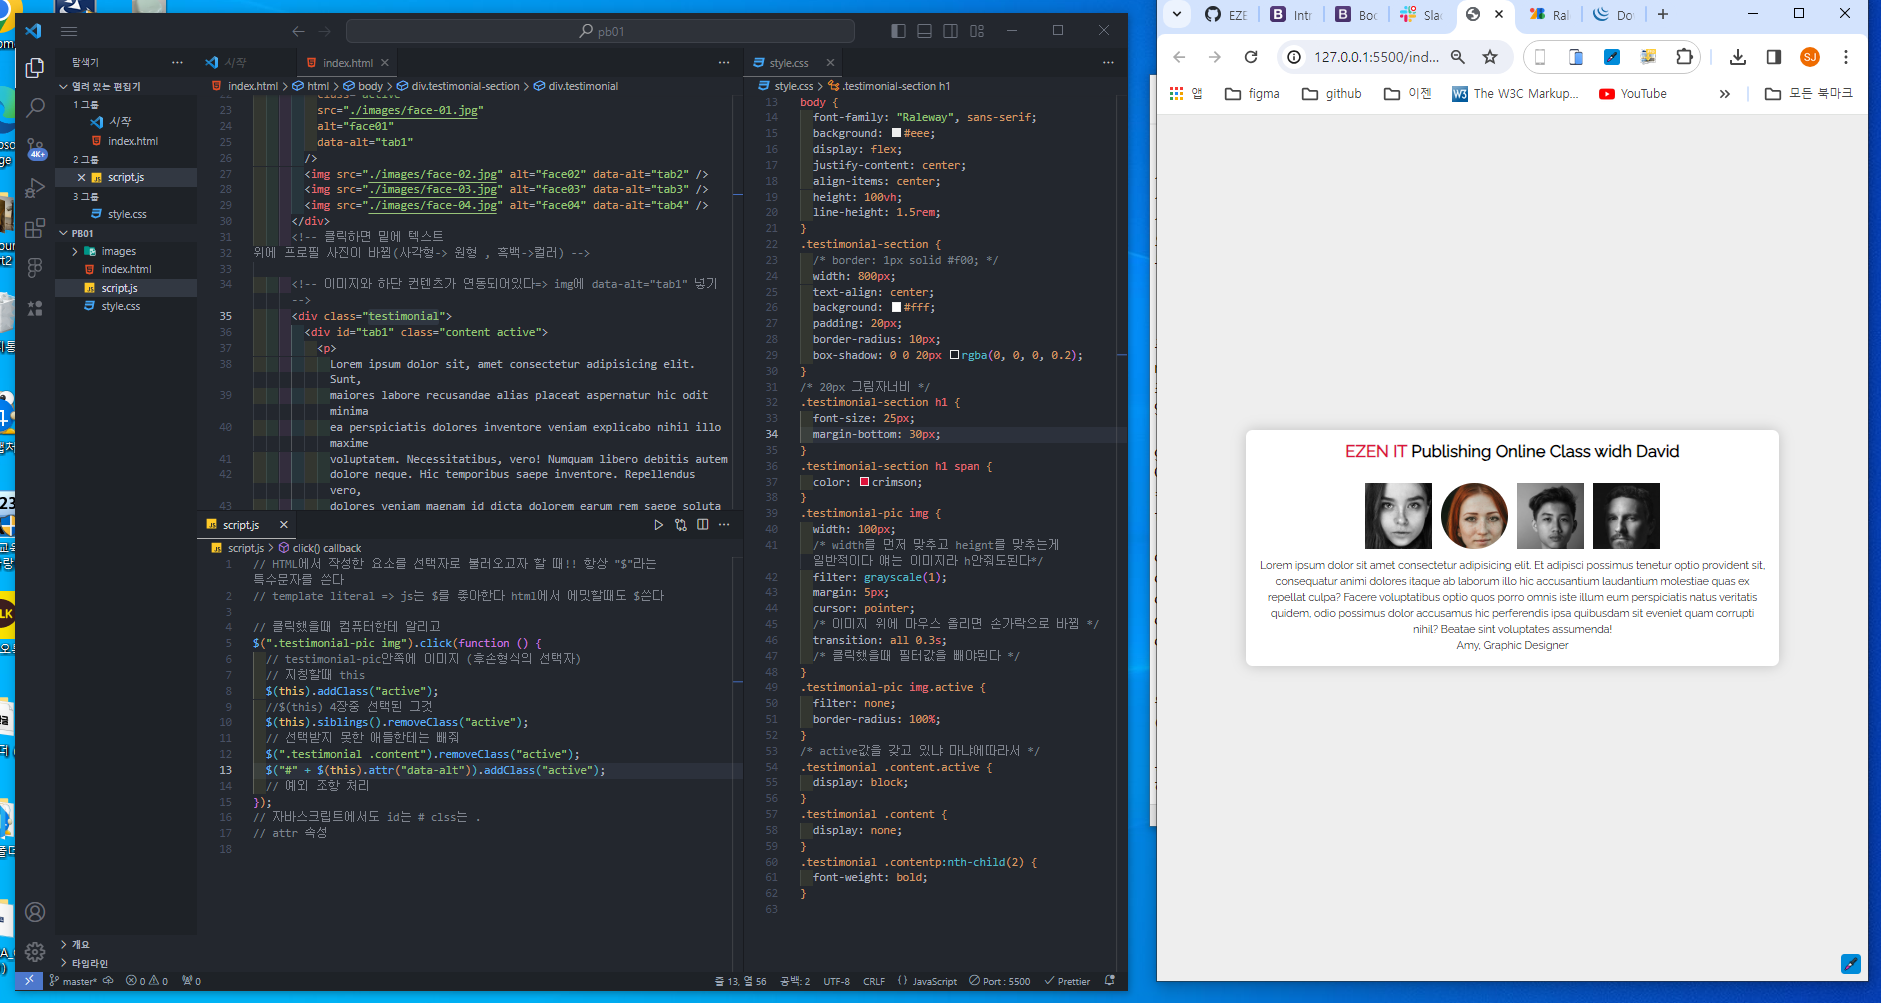 pb01
탐색기
열려 있는 편집기
1 그룹
시작
index.html
2 그룹
script.js
3 그룹
style.css
PB01
images
index.html
script.js
style.css
4K+
개요
타임라인
시작
index.html
index.html > html > body > div.testimonial-section > div.testimonial
23 src="./images/face-01.jpg"
24 alt="face01"
25 data-alt="tab1"
26 />
27 <img src="./images/face-02.jpg" alt="face02" data-alt="tab2" />
28 <img src="./images/face-03.jpg" alt="face03" data-alt="tab3" />
29 <img src="./images/face-04.jpg" alt="face04" data-alt="tab4" />
30 </div>
31 <!-- 클릭하면 밑에 텍스트
32 위에 프로필 사진이 바뀜(사각형-> 원형 , 흑백->컬러) -->
33
34 <!-- 이미지와 하단 컨텐츠가 연동되어있다=> img에 data-alt="tab1" 넣기
-->
35 <div class="testimonial">
36 <div id="tab1" class="content active">
37 <p>
38 Lorem ipsum dolor sit, amet consectetur adipisicing elit.
Sunt,
39 maiores labore recusandae alias placeat aspernatur hic odit
minima
40 ea perspiciatis dolores inventore veniam explicabo nihil illo
maxime
41 voluptatem. Necessitatibus, vero! Numquam libero debitis autem
42 dolore neque. Hic temporibus saepe inventore. Repellendus
vero,
43 dolores veniam magnam id dicta dolorem earum rem saepe soluta
script.js
script.js > click() callback
1 // HTML에서 작성한 요소를 선택자로 불러오고자 할 때!! 항상 "$"라는
특수문자를 쓴다
2 // template literal => js는 $를 좋아한다 html에서 에밋할때도 $쓴다
3
4 // 클릭했을때 컴퓨터한테 알리고
5 $(".testimonial-pic img").click(function () {
6 // testimonial-pic안쪽에 이미지 (후손형식의 선택자)
7 // 지칭할때 this
8 $(this).addClass("active");
9 //$(this) 4장중 선택된 그것
10 $(this).siblings().removeClass("active");
11 // 선택받지 못한 애들한테는 빼줘
12 $(".testimonial .content").removeClass("active");
13 $("#" + $(this).attr("data-alt")).addClass("active");
14 // 예외 조항 처리
15 });
16 // 자바스크립트에서도 id는 # clss는 .
17 // attr 속성
18
style.css
style.css > .testimonial-section h1
13 body {
14 font-family: "Raleway", sans-serif;
15 background: #eee;
16 display: flex;
17 justify-content: center;
18 align-items: center;
19 height: 100vh;
20 line-height: 1.5rem;
21 }
22 .testimonial-section {
23 /* border: 1px solid #f00; */
24 width: 800px;
25 text-align: center;
26 background: #fff;
27 padding: 20px;
28 border-radius: 10px;
29 box-shadow: 0 0 20px rgba(0, 0, 0, 0.2);
30 }
31 /* 20px 그림자너비 */
32 .testimonial-section h1 {
33 font-size: 25px;
34 margin-bottom: 30px;
35 }
36 .testimonial-section h1 span {
37 color: crimson;
38 }
39 .testimonial-pic img {
40 width: 100px;
41 /* width를 먼저 맞추고 heignt를 맞추는게
일반적이다 얘는 이미지라 h안줘도된다*/
42 filter: grayscale(1);
43 margin: 5px;
44 cursor: pointer;
45 /* 이미지 위에 마우스 올리면 손가락으로 바뀜 */
46 transition: all 0.3s;
47 /* 클릭했을때 필터값을 빼야된다 */
48 }
49 .testimonial-pic img.active {
50 filter: none;
51 border-radius: 100%;
52 }
53 /* active값을 갖고 있냐 마냐에따라서 */
54 .testimonial .content.active {
55 display: block;
56 }
57 .testimonial .content {
58 display: none;
59 }
60 .testimonial .contentp:nth-child(2) {
61 font-weight: bold;
62 }
63
master* 0 0 0
줄 13, 열 56 공백: 2 UTF-8 CRLF JavaScript Port : 5500 Prettier
EZE Intr Boo Sla Ral Do
127.0.0.1:5500/ind...
SJ
앱 figma github 이젠 The W3C Markup... YouTube » 모든 북마크
EZEN IT Publishing Online Class widh David
Lorem ipsum dolor sit amet consectetur adipisicing elit. Et adipisci possimus tenetur optio provident sit,
consequatur animi dolores itaque ab laborum illo hic accusantium laudantium molestiae quas ex
repellat culpa? Facere voluptatibus optio quos porro omnis iste illum eum perspiciatis natus veritatis
quidem, odio possimus dolor accusamus hic perferendis ipsa quibusdam sit eveniet quam corrupti
nihil? Beatae sint voluptates assumenda!
Amy, Graphic Designer